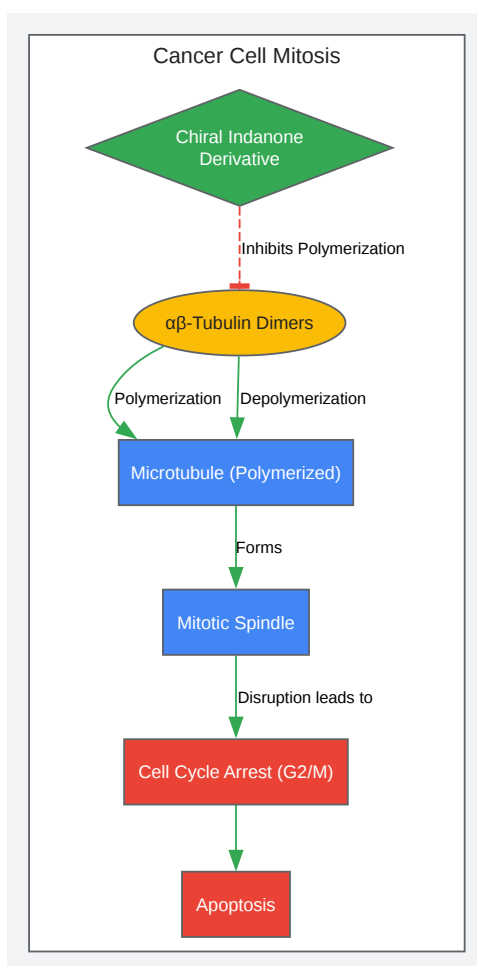 Cancer Cell Mitosis
Chiral Indanone
Derivative
Inhibits Polymerization
αβ-Tubulin Dimers
Polymerization
Depolymerization
Microtubule (Polymerized)
Forms
Mitotic Spindle
Disruption leads to
Cell Cycle Arrest (G2/M)
Apoptosis